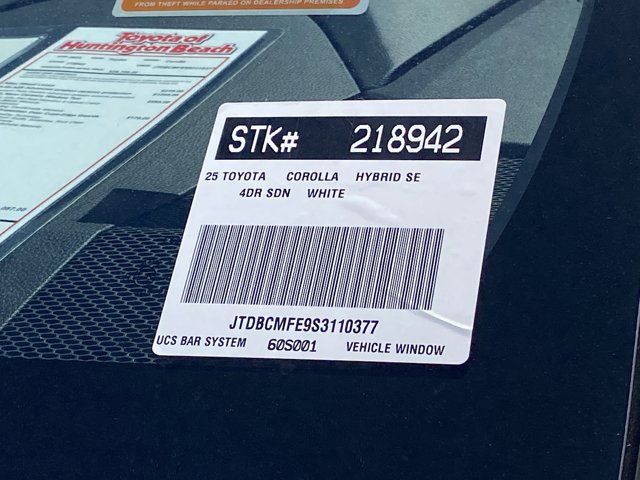 FROM THEFT WHILE PARKED ON DEALERSHIP PREMISES
Toyota of
Huntington Beach
STK# 218942
25 TOYOTA COROLLA HYBRID SE
4DR SDN WHITE
JTDBCMFE9S3110377
UCS BAR SYSTEM 60S001 VEHICLE WINDOW